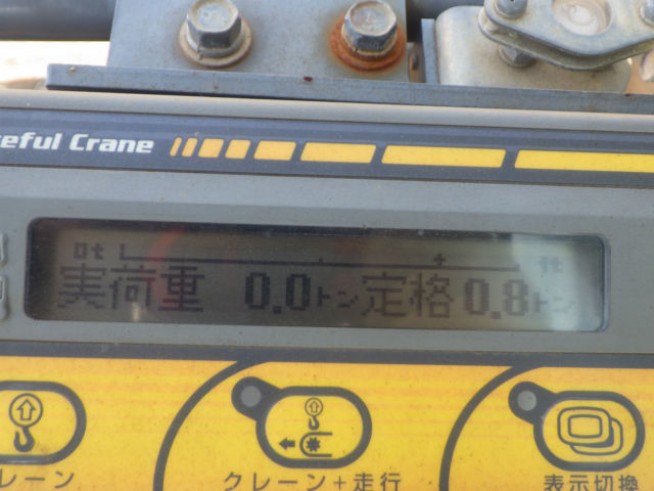 eful Crane
0t 1t
実荷重 0.0トン 定格 0.8トン
レーン クレーン+走行 表示切換